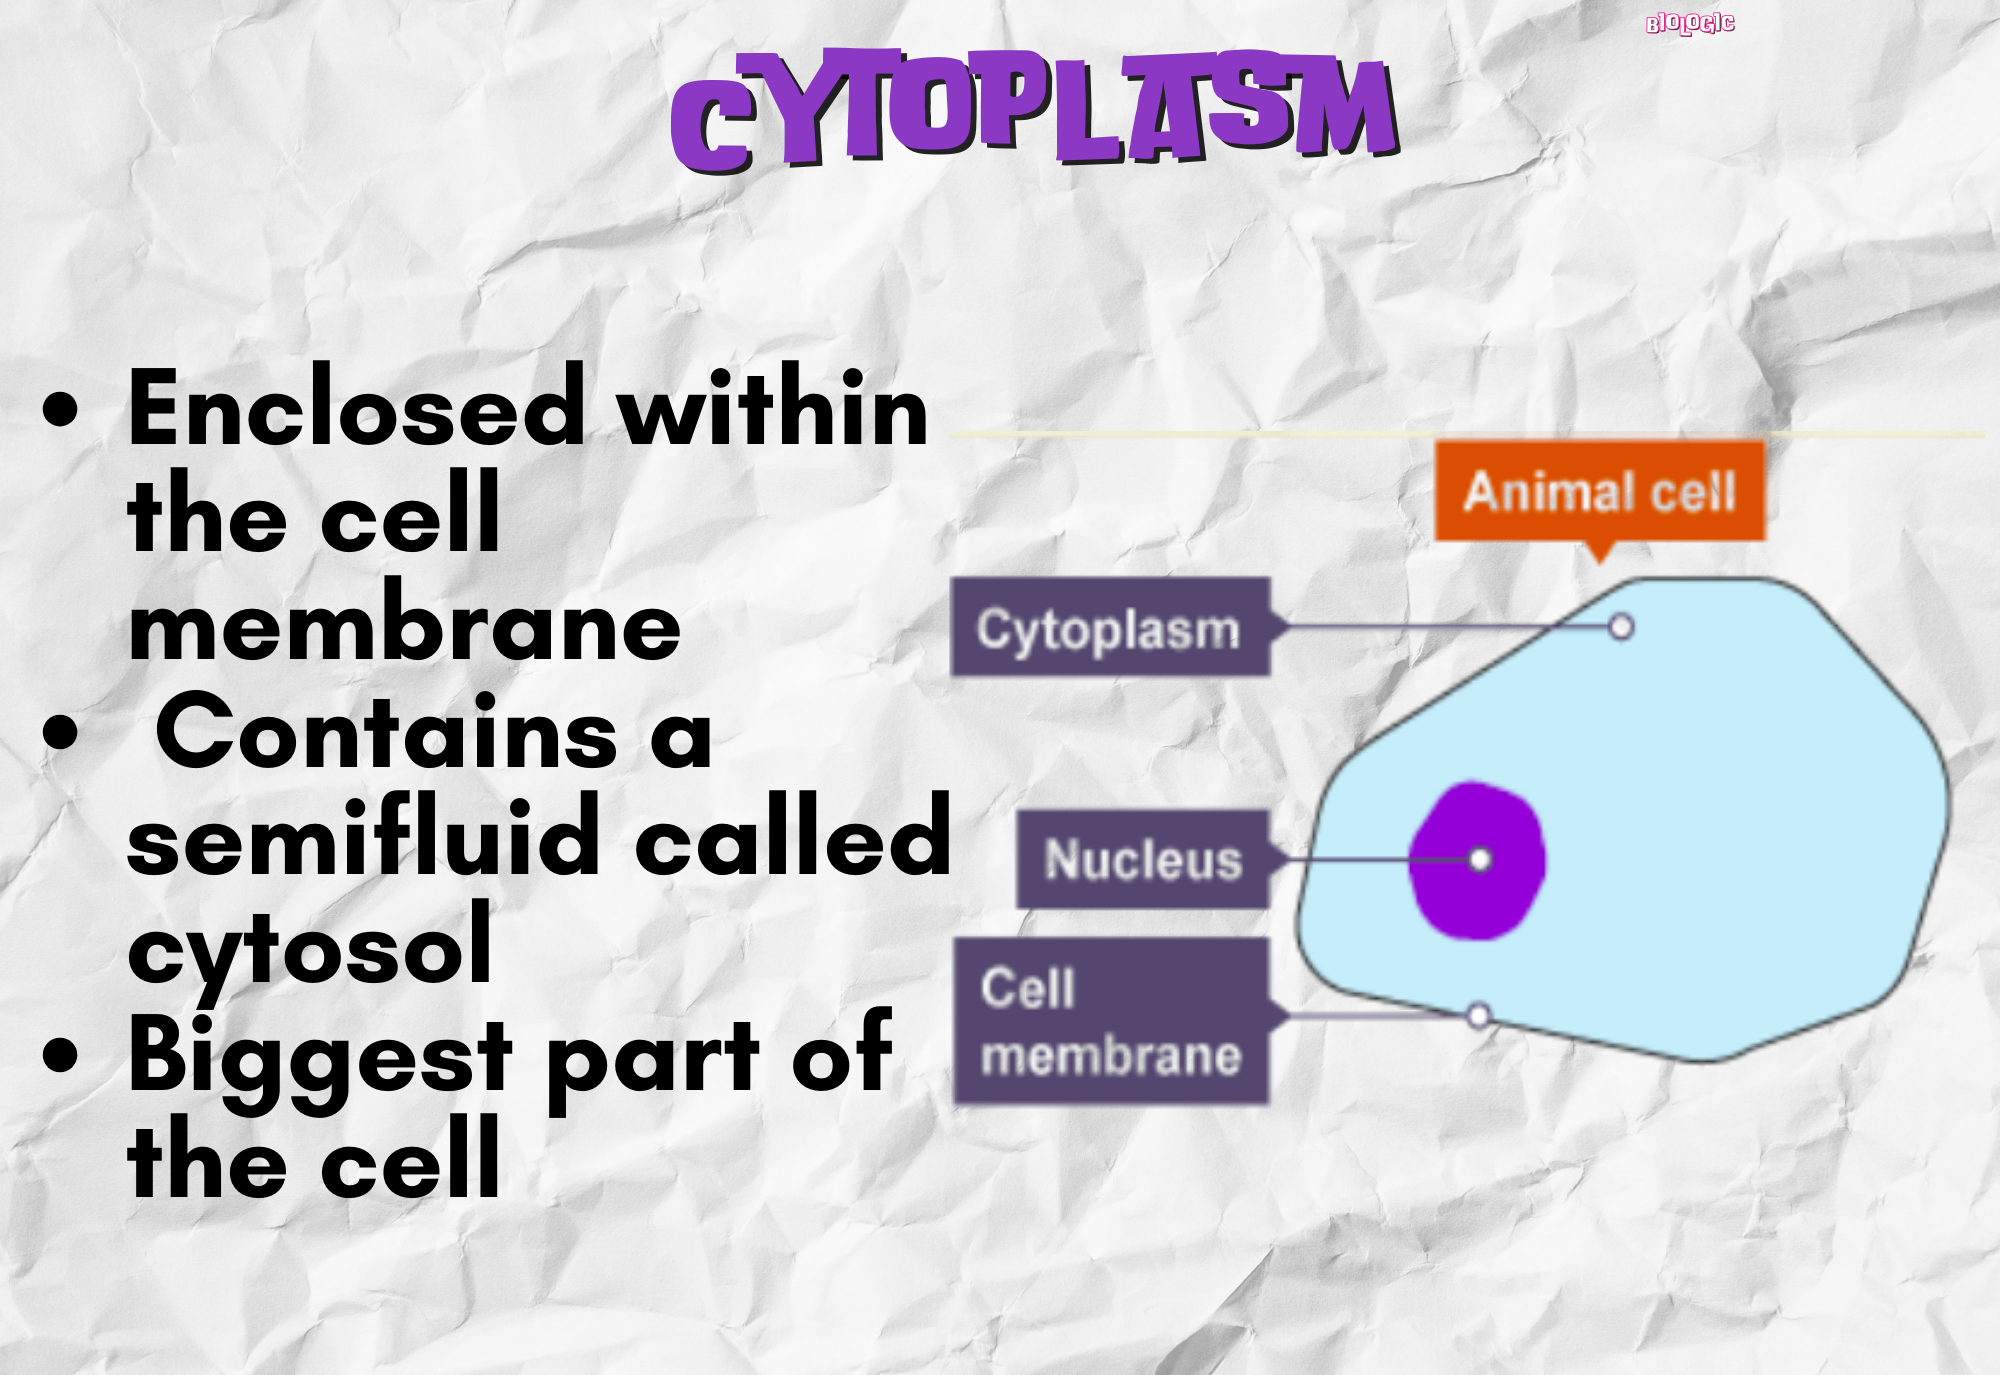 BIOLOGIC
CYTOPLASM
• Enclosed within
the cell
membrane
• Contains a
semifluid called
cytosol
• Biggest part of
the cell
Animal cell
Cytoplasm
Nucleus
Cell
membrane